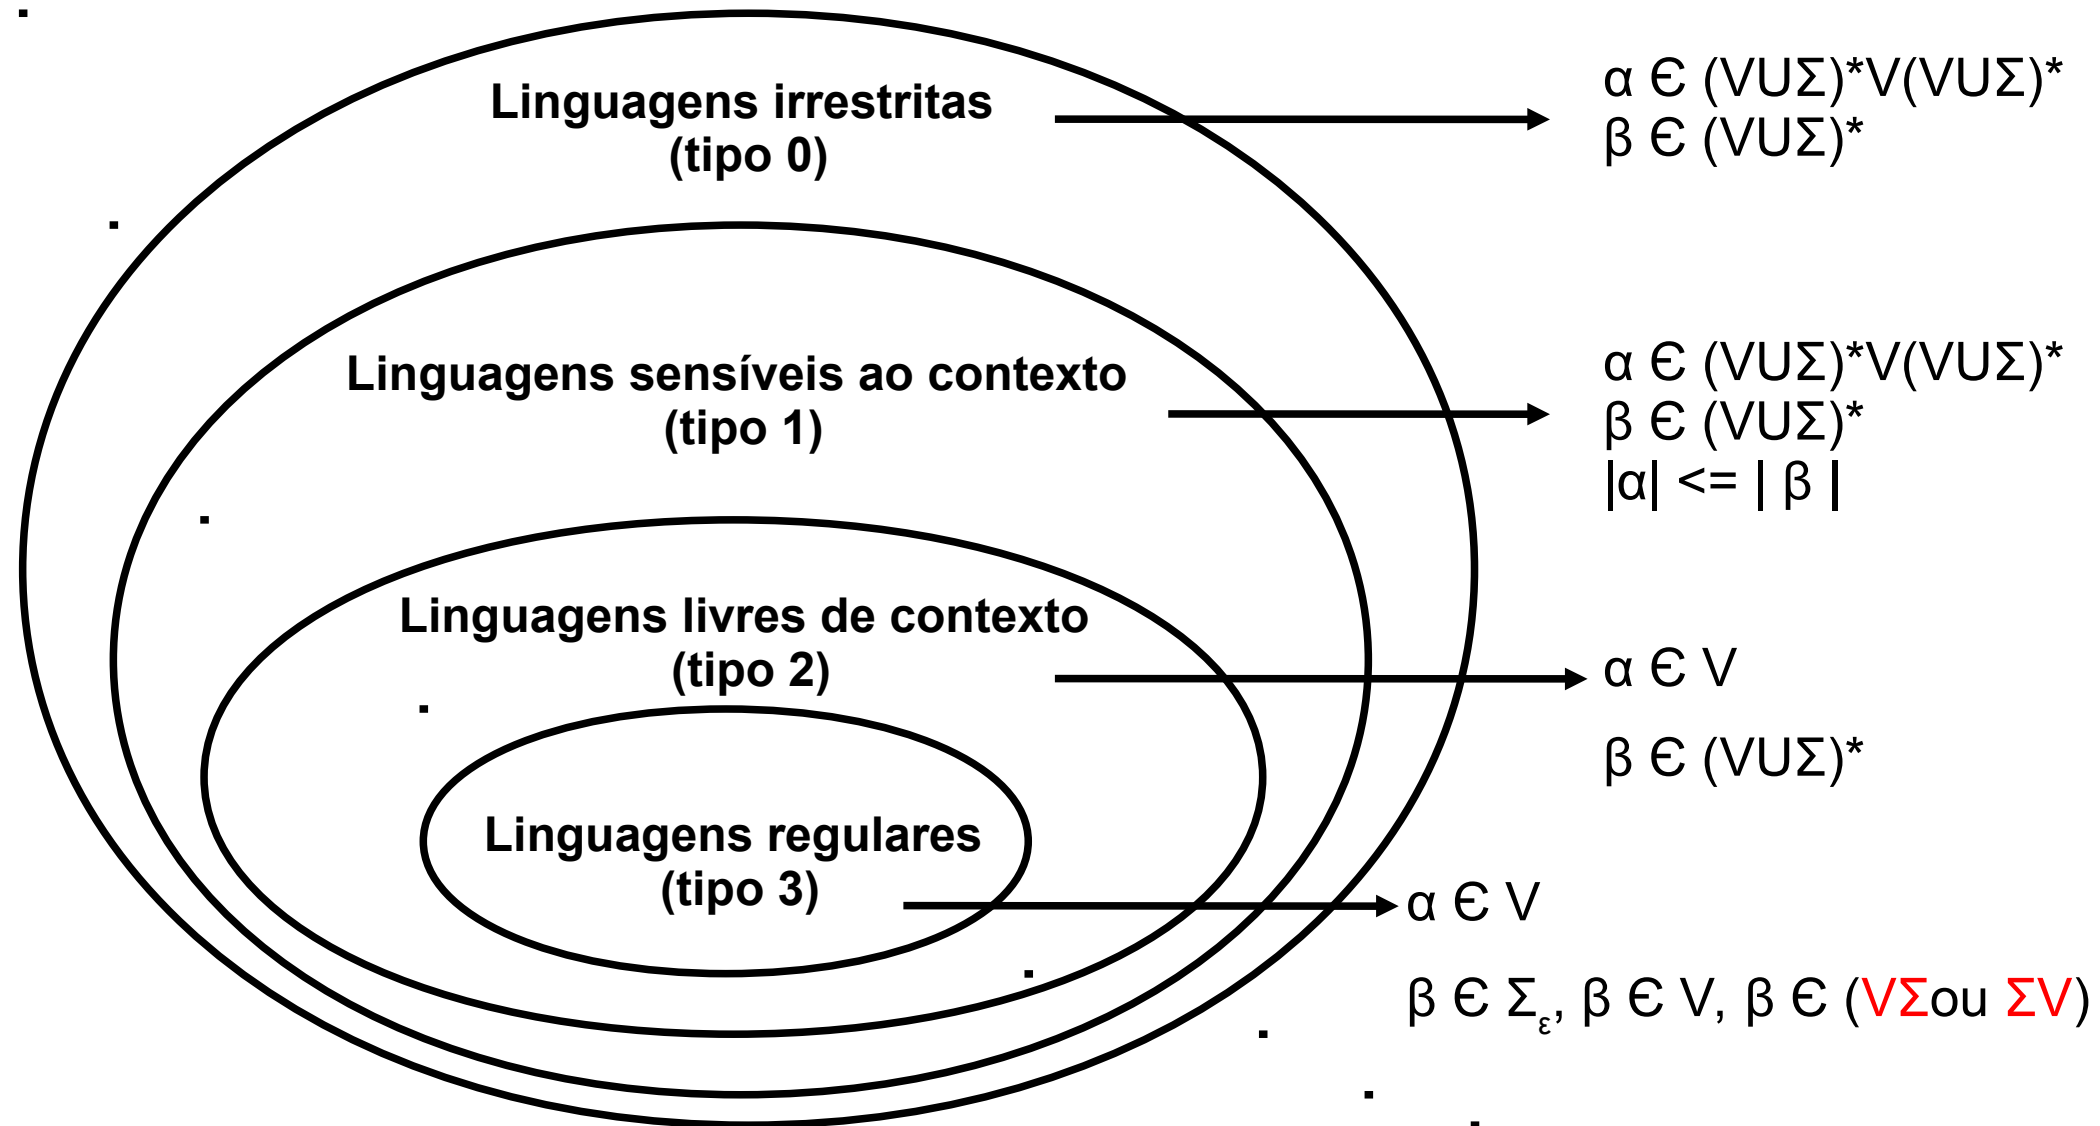 Linguagens irrestritas
(tipo 0)
α Є (VUΣ)*V(VUΣ)*
β Є (VUΣ)*
Linguagens sensíveis ao contexto
(tipo 1)
α Є (VUΣ)*V(VUΣ)*
β Є (VUΣ)*
|α| <= | β |
Linguagens livres de contexto
(tipo 2)
α Є V
β Є (VUΣ)*
Linguagens regulares
(tipo 3)
α Є V
β Є Σε, β Є V, β Є (VΣou ΣV)